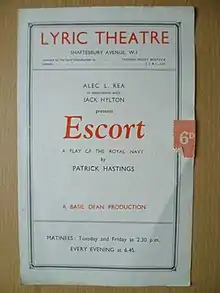 LYRIC THEATRE
SHAFTESBURY AVENUE, W.1
ALEC L. REA
JACK HYLTON
presents
Escort
A PLAY OF THE ROYAL NAVY
by
PATRICK HASTINGS
6D
A BASIL DEAN PRODUCTION
MATINEES: Tuesday and Friday at 2.30 p.m.
EVERY EVENING at 6.45.